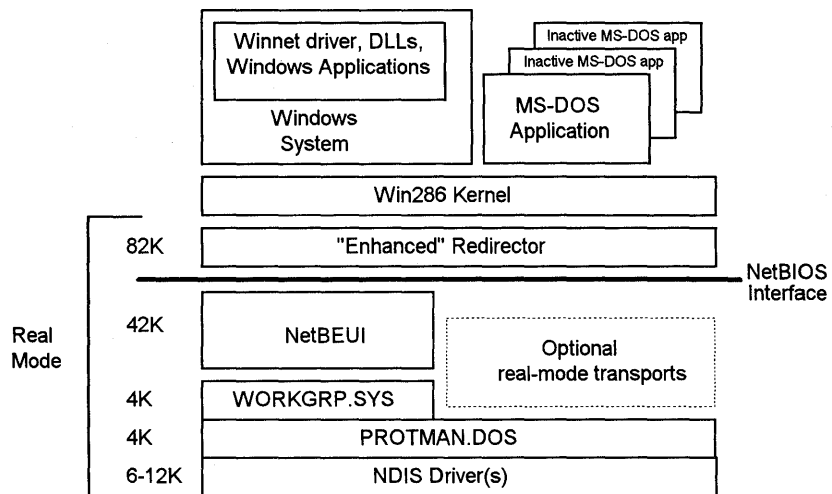 Winnet driver, DLLs,
Windows Applications
Windows
System
Inactive MS-DOS app
Inactive MS-DOS app
MS-DOS
Application
Win286 Kernel
82K
"Enhanced" Redirector
NetBIOS
Interface
Real
Mode
42K
NetBEUI
Optional
real-mode transports
4K
WORKGRP.SYS
4K
PROTMAN.DOS
6-12K
NDIS Driver(s)